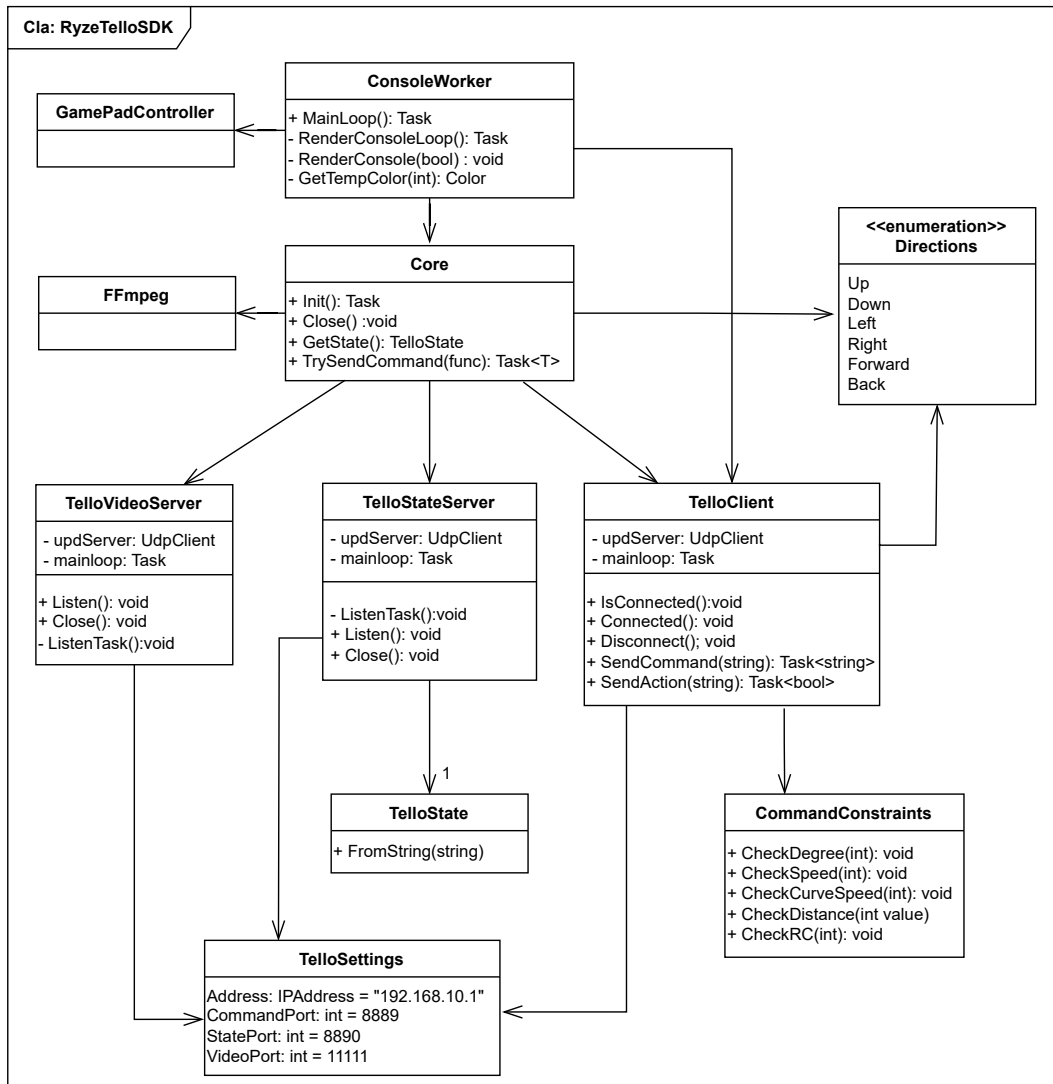 Cla: RyzeTelloSDK
ConsoleWorker
+ MainLoop(): Task
- RenderConsoleLoop(): Task
- RenderConsole(bool) : void
- GetTempColor(int): Color
GamePadController
<<enumeration>>
Directions
Up
Down
Left
Right
Forward
Back
Core
+ Init(): Task
+ Close() :void
+ GetState(): TelloState
+ TrySendCommand(func): Task<T>
FFmpeg
TelloVideoServer
- updServer: UdpClient
- mainloop: Task
+ Listen(): void
+ Close(): void
- ListenTask():void
TelloStateServer
- updServer: UdpClient
- mainloop: Task
- ListenTask():void
+ Listen(): void
+ Close(): void
TelloClient
- updServer: UdpClient
- mainloop: Task
+ IsConnected():void
+ Connected(): void
+ Disconnect(); void
+ SendCommand(string): Task<string>
+ SendAction(string): Task<bool>
1
TelloState
+ FromString(string)
CommandConstraints
+ CheckDegree(int): void
+ CheckSpeed(int): void
+ CheckCurveSpeed(int): void
+ CheckDistance(int value)
+ CheckRC(int): void
TelloSettings
Address: IPAddress = "192.168.10.1"
CommandPort: int = 8889
StatePort: int = 8890
VideoPort: int = 11111